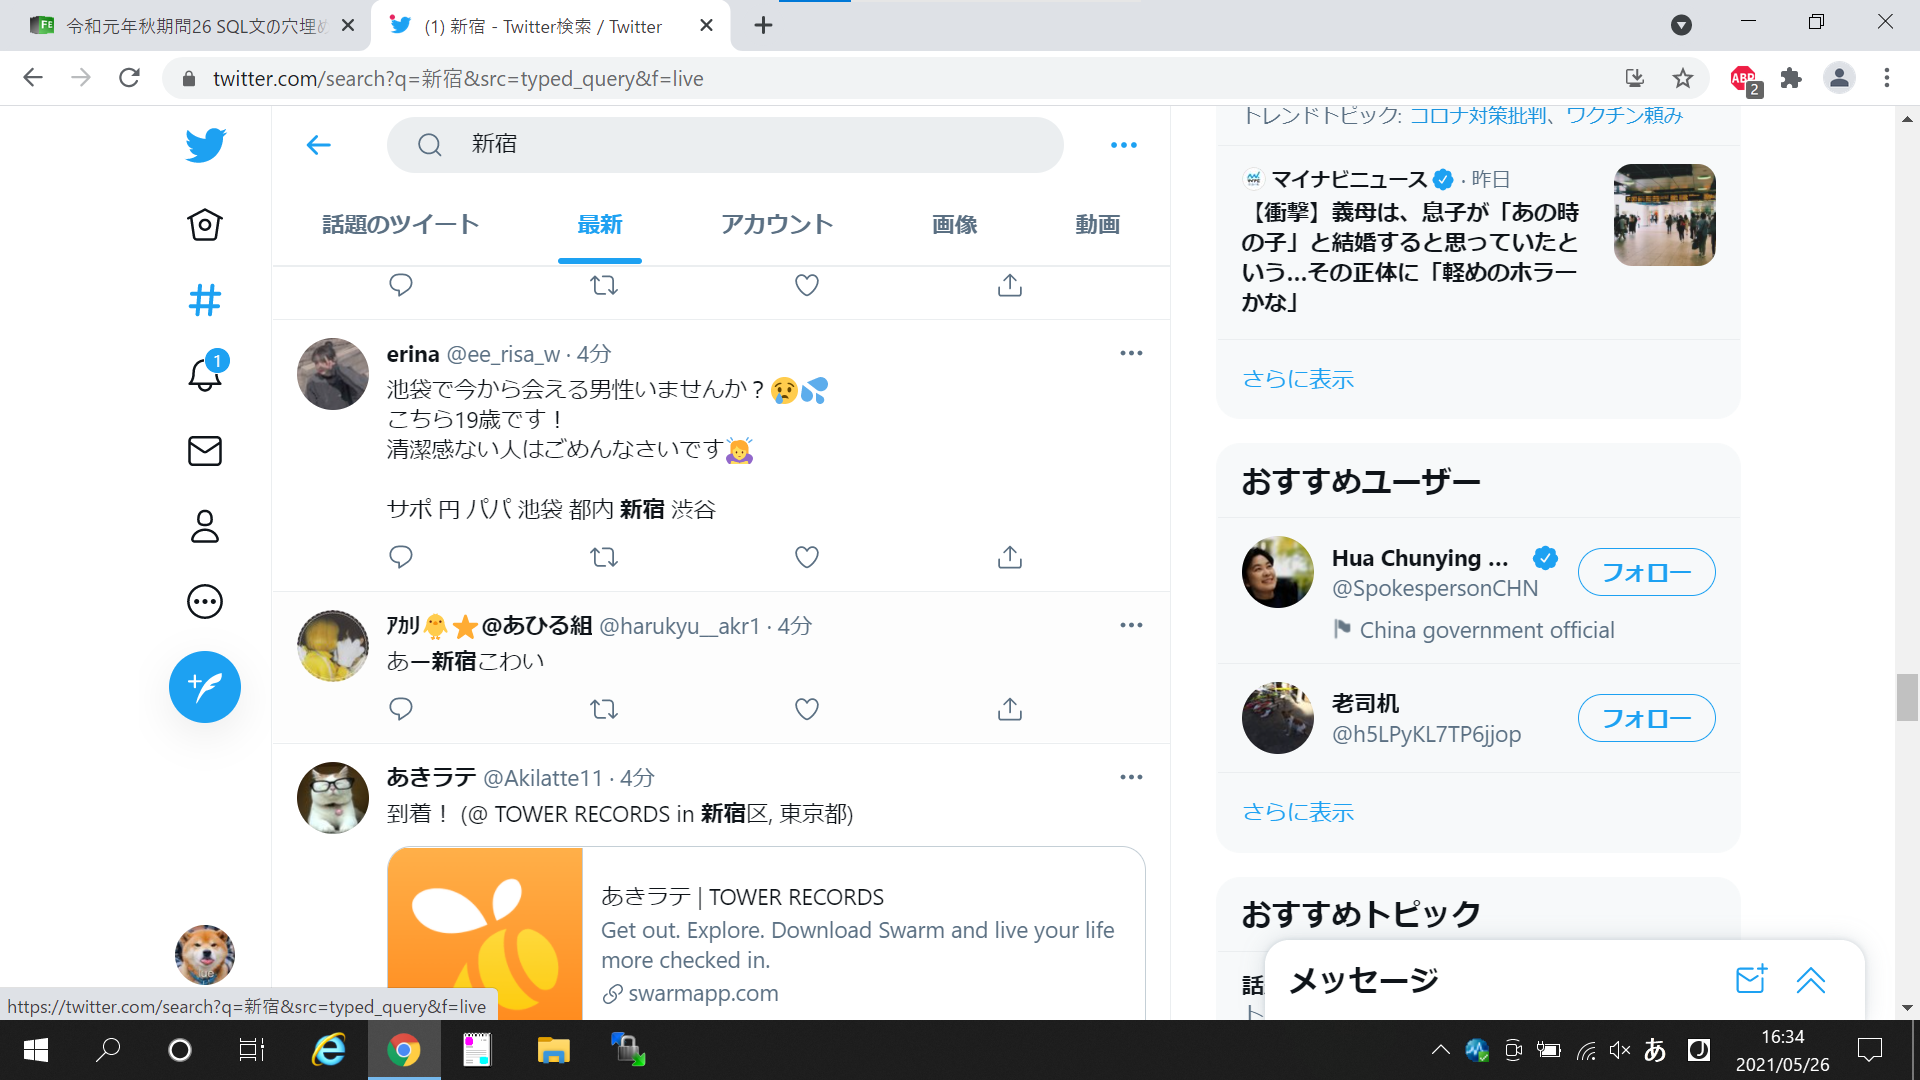 令和元年秋期問26 SQL文の穴埋め
(1) 新宿 - Twitter検索 / Twitter
twitter.com/search?q=新宿&src=typed_query&f=live
ABP
2
新宿
話題のツイート
最新
アカウント
画像
動画
1
erina @ee_risa_w · 4分
池袋で今から会える男性いませんか？😢💦
こちら19歳です！
清潔感ない人はごめんなさいです🙇‍♀️
サポ 円 パパ 池袋 都内 新宿 渋谷
ｱｶﾘ🐥⭐@あひる組 @harukyu__akr1 · 4分
あー新宿こわい
あきラテ @Akilatte11 · 4分
到着！ (@ TOWER RECORDS in 新宿区, 東京都)
あきラテ | TOWER RECORDS
Get out. Explore. Download Swarm and live your life
more checked in.
swarmapp.com
トレンドトピック: コロナ対策批判、ワクチン頼み
マイナビニュース · 昨日
【衝撃】義母は、息子が「あの時
の子」と結婚すると思っていたと
いう...その正体に「軽めのホラー
かな」
さらに表示
おすすめユーザー
Hua Chunying ...
@SpokespersonCHN
China government official
フォロー
老司机
@h5LPyKL7TP6jjop
フォロー
さらに表示
おすすめトピック
メッセージ
https://twitter.com/search?q=新宿&src=typed_query&f=live
あ
16:34
2021/05/26